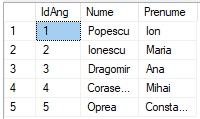 IdAng Nume Prenume
1 1 Popescu Ion
2 2 Ionescu Maria
3 3 Dragomir Ana
4 4 Corase... Mihai
5 5 Oprea Consta...